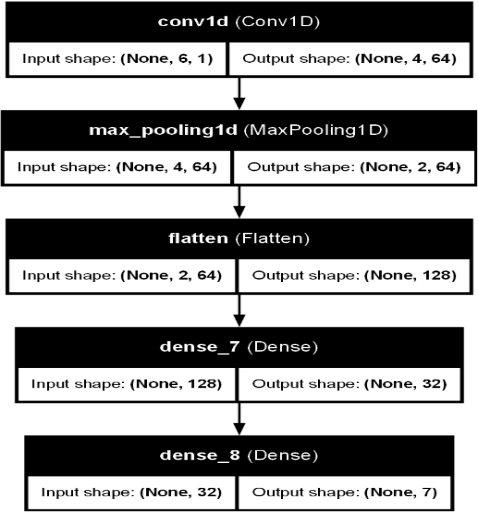 conv1d (Conv1D)
Input shape: (None, 6, 1) Output shape: (None, 4, 64)
max_pooling1d (MaxPooling1D)
Input shape: (None, 4, 64) Output shape: (None, 2, 64)
flatten (Flatten)
Input shape: (None, 2, 64) Output shape: (None, 128)
dense_7 (Dense)
Input shape: (None, 128) Output shape: (None, 32)
dense_8 (Dense)
Input shape: (None, 32) Output shape: (None, 7)